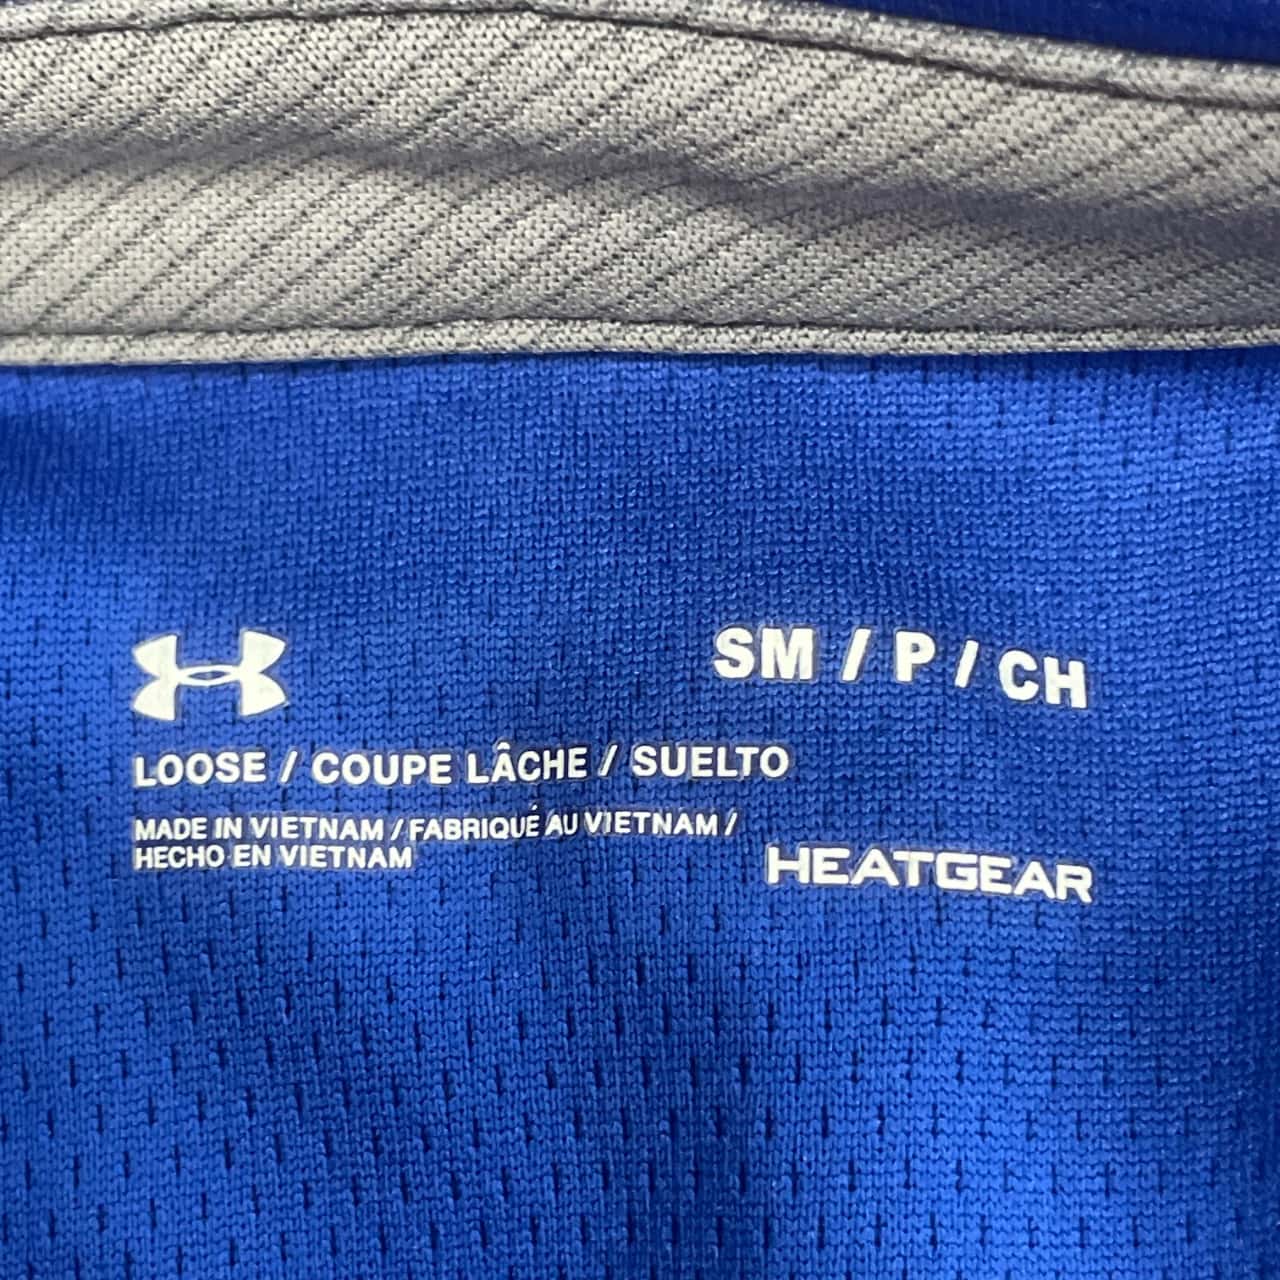 SM / P / CH
LOOSE / COUPE LÂCHE / SUELTO
MADE IN VIETNAM / FABRIQUÉ AU VIETNAM /
HECHO EN VIETNAM
HEATGEAR